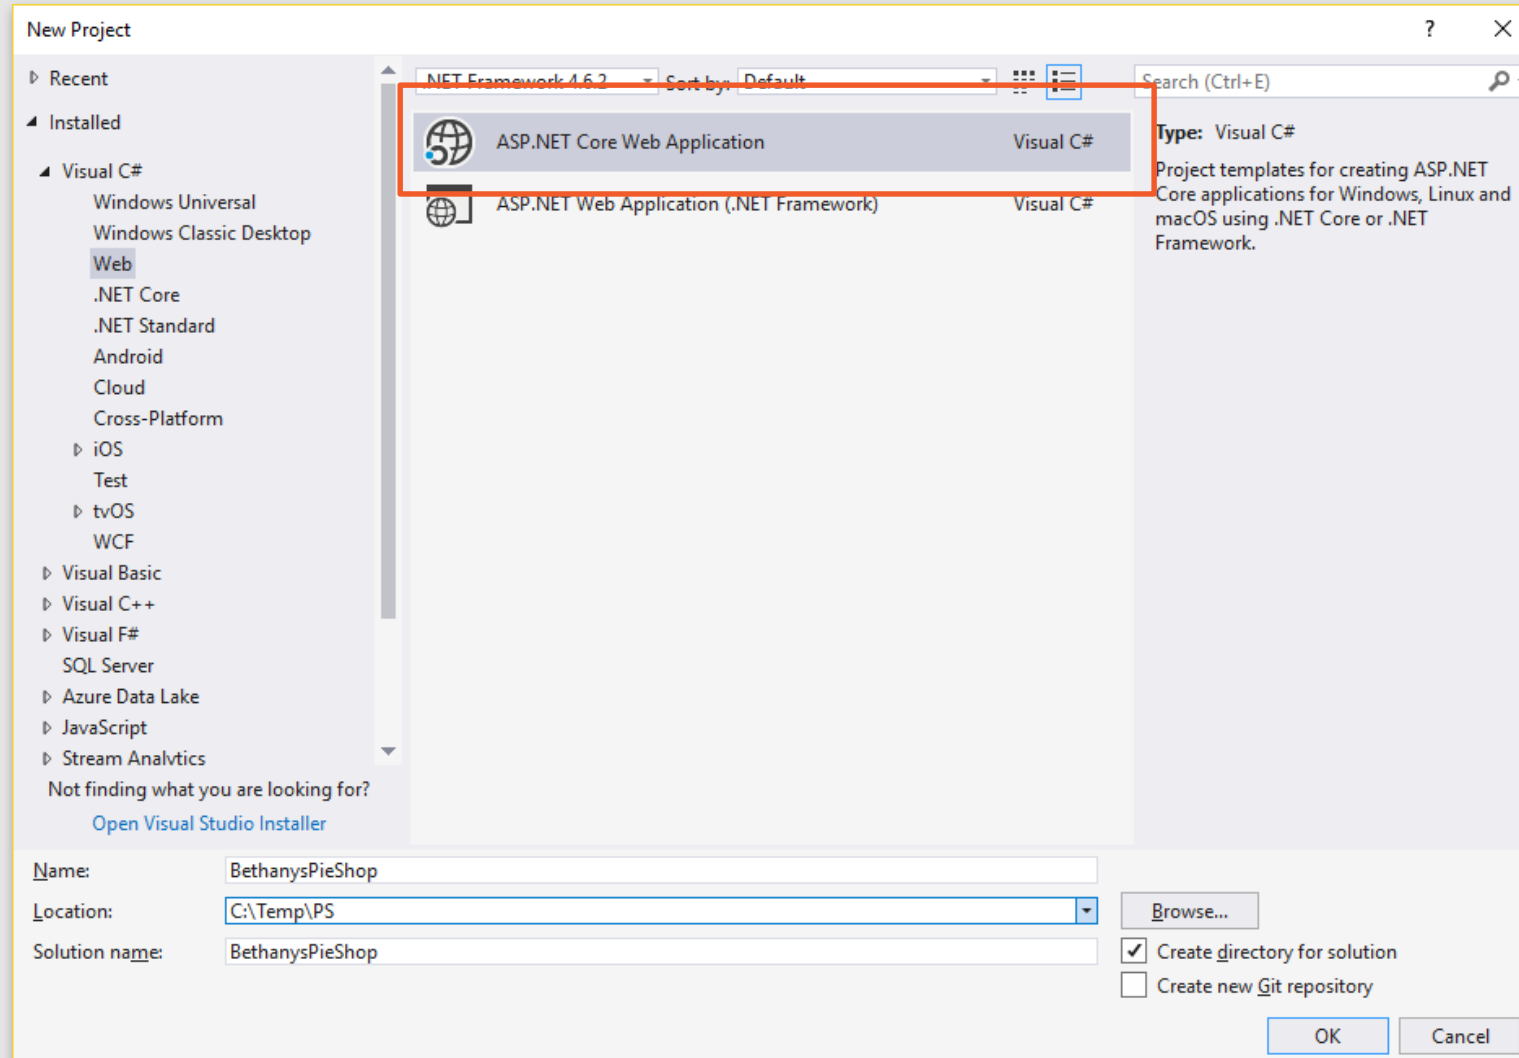 New Project
?
Recent
Installed
Visual C#
Windows Universal
Windows Classic Desktop
Web
.NET Core
.NET Standard
Android
Cloud
Cross-Platform
iOS
Test
tvOS
WCF
Visual Basic
Visual C++
Visual F#
SQL Server
Azure Data Lake
JavaScript
Stream Analytics
Not finding what you are looking for?
Open Visual Studio Installer
.NET Framework 4.6.2 Sort by: Default
ASP.NET Core Web Application Visual C#
ASP.NET Web Application (.NET Framework) Visual C#
Search (Ctrl+E)
Type: Visual C#
Project templates for creating ASP.NET
Core applications for Windows, Linux and
macOS using .NET Core or .NET
Framework.
Name: BethanysPieShop
Location: C:\Temp\PS Browse...
Solution name: BethanysPieShop
Create directory for solution
Create new Git repository
OK Cancel